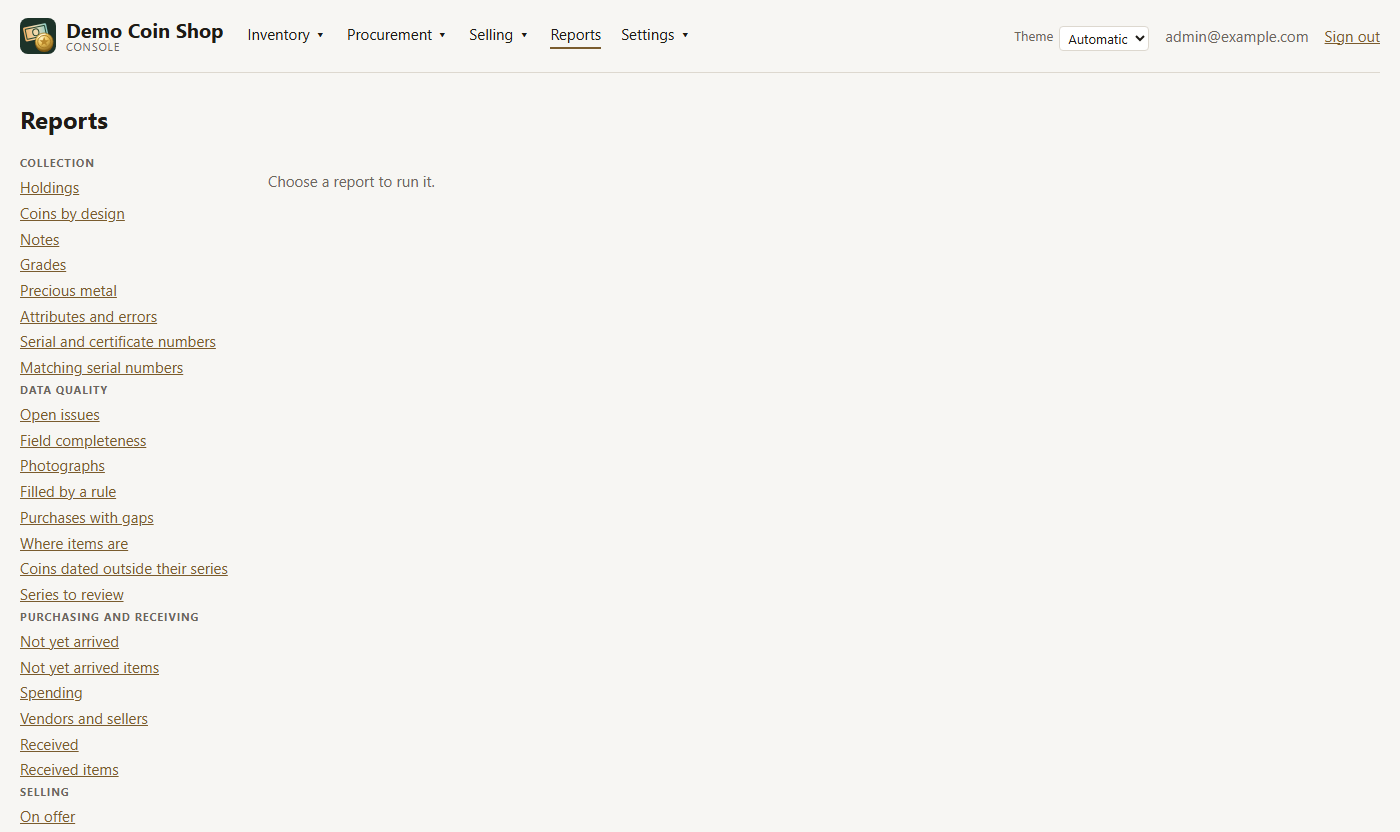 Demo Coin Shop
CONSOLE
Inventory ▼ Procurement ▼ Selling ▼ Reports Settings ▼
Theme Automatic admin@example.com Sign out
Reports
COLLECTION
Holdings
Coins by design
Notes
Grades
Precious metal
Attributes and errors
Serial and certificate numbers
Matching serial numbers
DATA QUALITY
Open issues
Field completeness
Photographs
Filled by a rule
Purchases with gaps
Where items are
Coins dated outside their series
Series to review
PURCHASING AND RECEIVING
Not yet arrived
Not yet arrived items
Spending
Vendors and sellers
Received
Received items
SELLING
On offer
Choose a report to run it.